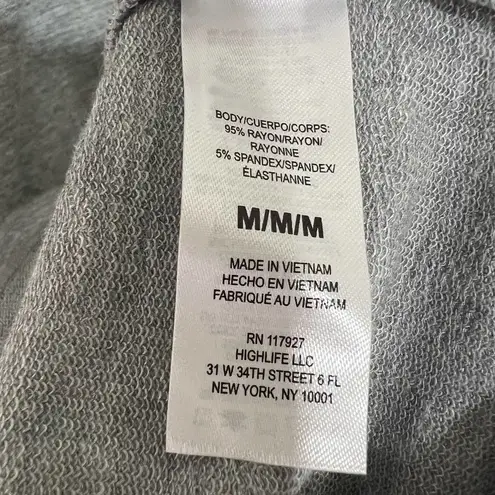 BODY/CUERPO/CORPS:
95% RAYON/RAYON/
RAYONNE
5% SPANDEX/SPANDEX/
ÉLASTHANNE
M/M/M
MADE IN VIETNAM
HECHO EN VIETNAM
FABRIQUÉ AU VIETNAM
RN 117927
HIGHLIFE LLC
31 W 34TH STREET 6 FL
NEW YORK, NY 10001